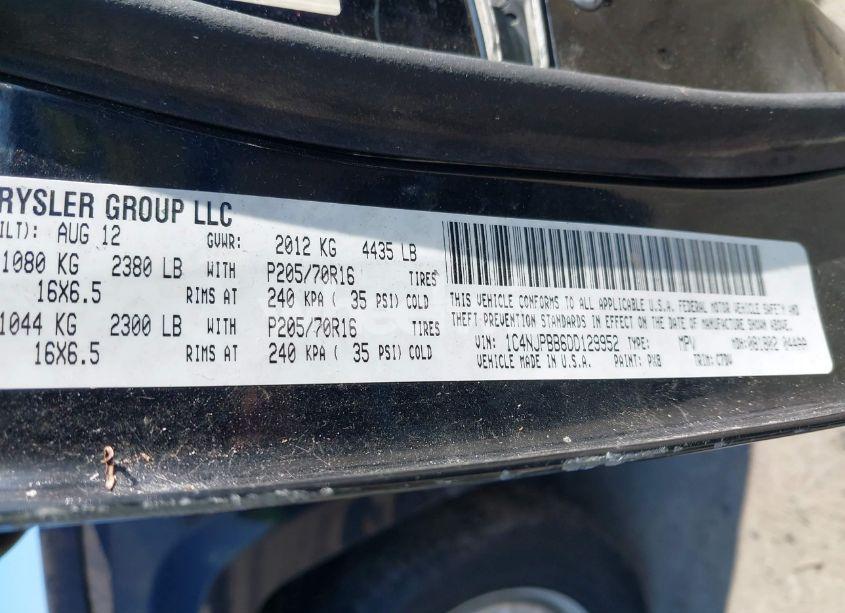 RYSLER GROUP LLC
ILT): AUG 12 GVWR: 2012 KG 4435 LB
1080 KG 2380 LB WITH P205/70R16 TIRES
16X6.5 RIMS AT 240 KPA ( 35 PSI) COLD
1044 KG 2300 LB WITH P205/70R16 TIRES
16X6.5 RIMS AT 240 KPA ( 35 PSI) COLD
THIS VEHICLE CONFORMS TO ALL APPLICABLE U.S.A. FEDERAL MOTOR VEHICLE SAFETY AND
THEFT PREVENTION STANDARDS IN EFFECT ON THE DATE OF MANUFACTURE SHOWN ABOVE.
VIN: 1C4NJPBB6DD129952 TYPE: MPV MDH:
VEHICLE MADE IN U.S.A. PAINT: PXB TRIM: C7DV